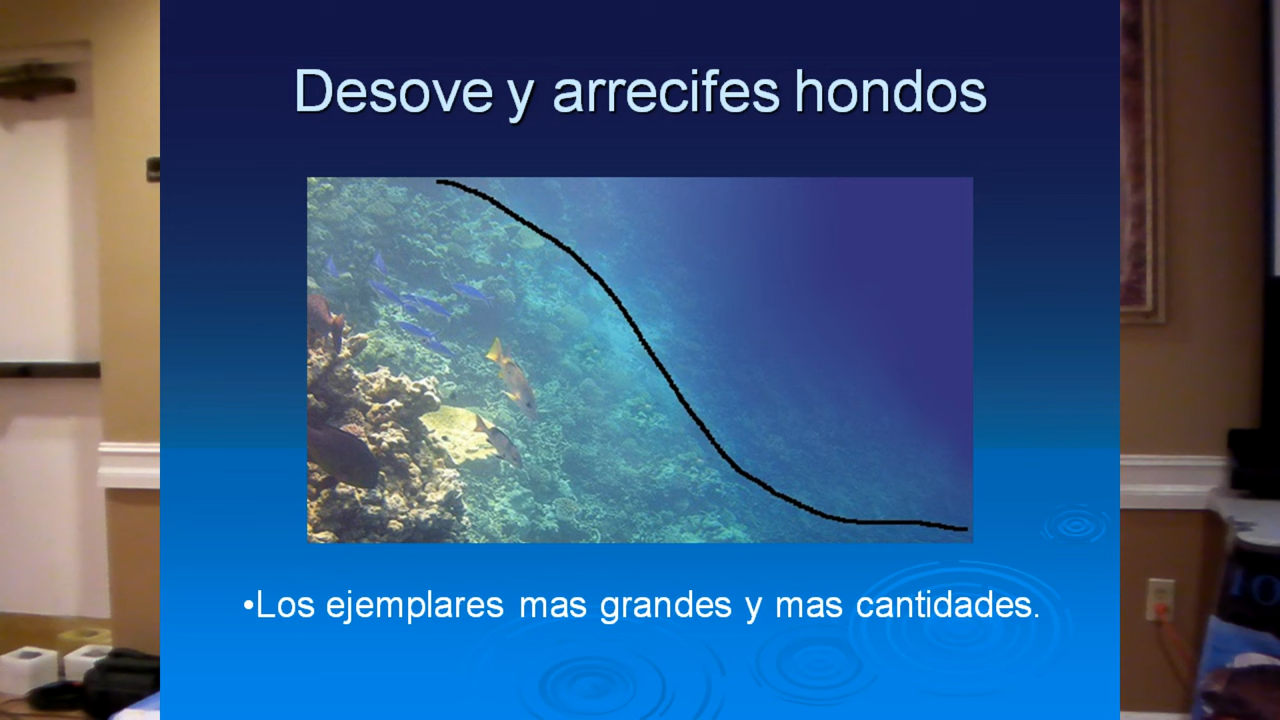 Desove y arrecifes hondos
•Los ejemplares mas grandes y mas cantidades.